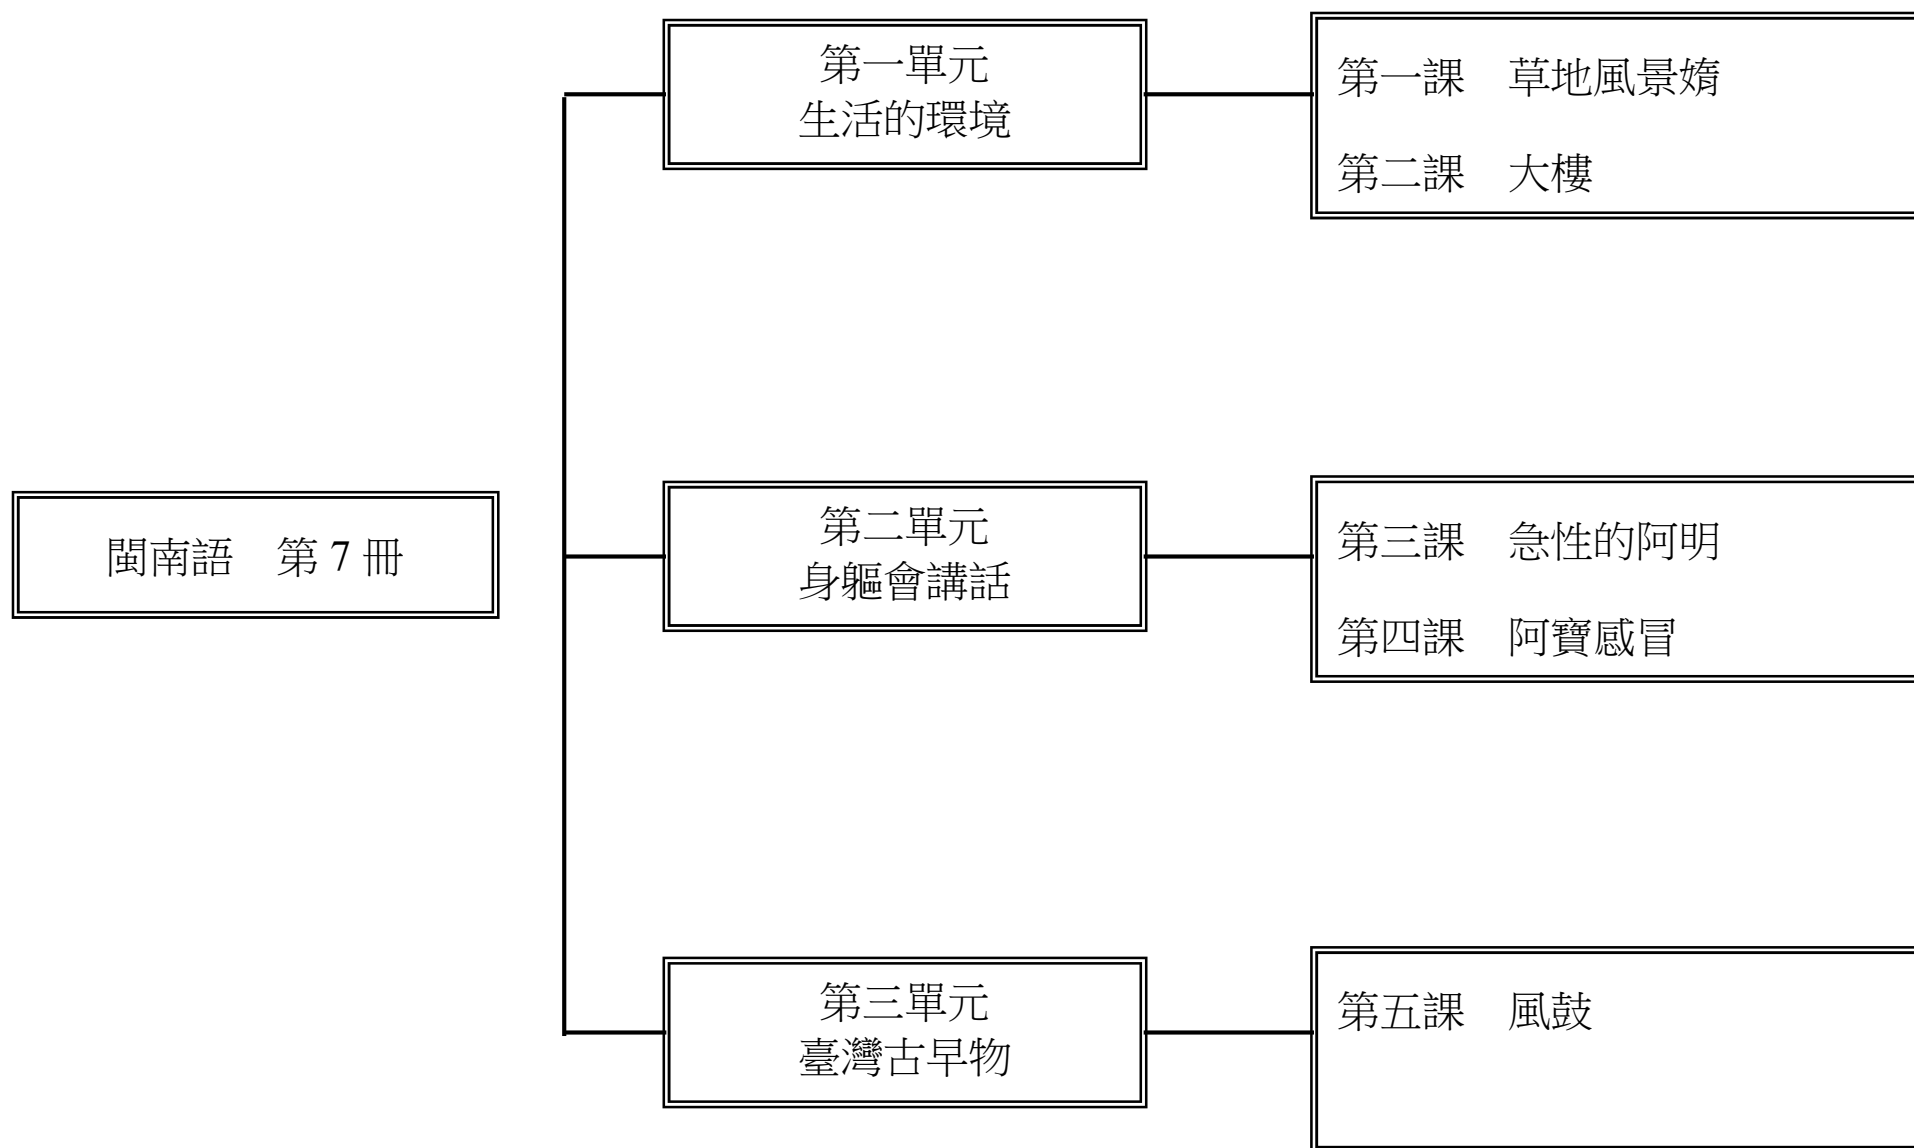 第一單元
生活的環境
第一課　草地風景媠
第二課　大樓
閩南語　第 7 冊
第二單元
身軀會講話
第三課　急性的阿明
第四課　阿寶感冒
第三單元
臺灣古早物
第五課　風鼓